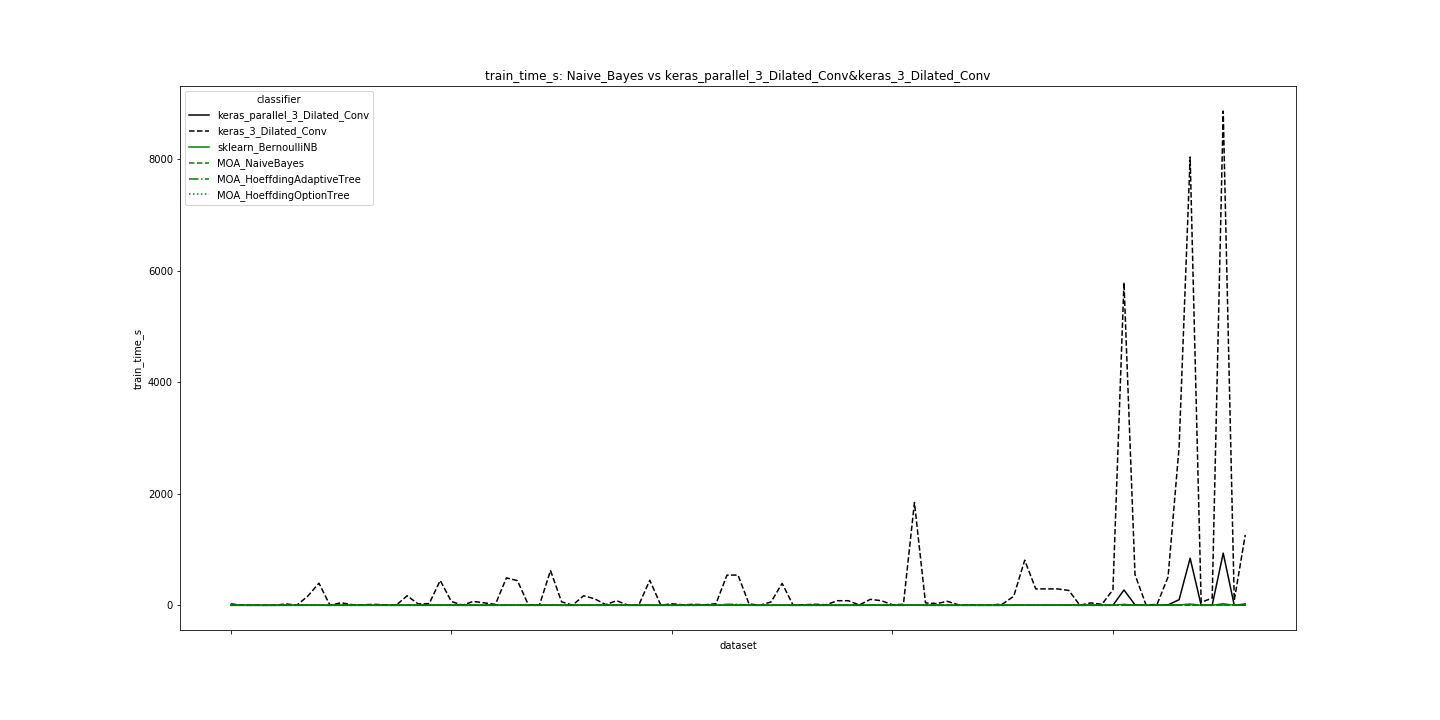 train_time_s: Naive_Bayes vs keras_parallel_3_Dilated_Conv&keras_3_Dilated_Conv
classifier
keras_parallel_3_Dilated_Conv
keras_3_Dilated_Conv
sklearn_BernoulliNB
MOA_NaiveBayes
MOA_HoeffdingAdaptiveTree
MOA_HoeffdingOptionTree
8000
6000
4000
2000
0
train_time_s
dataset